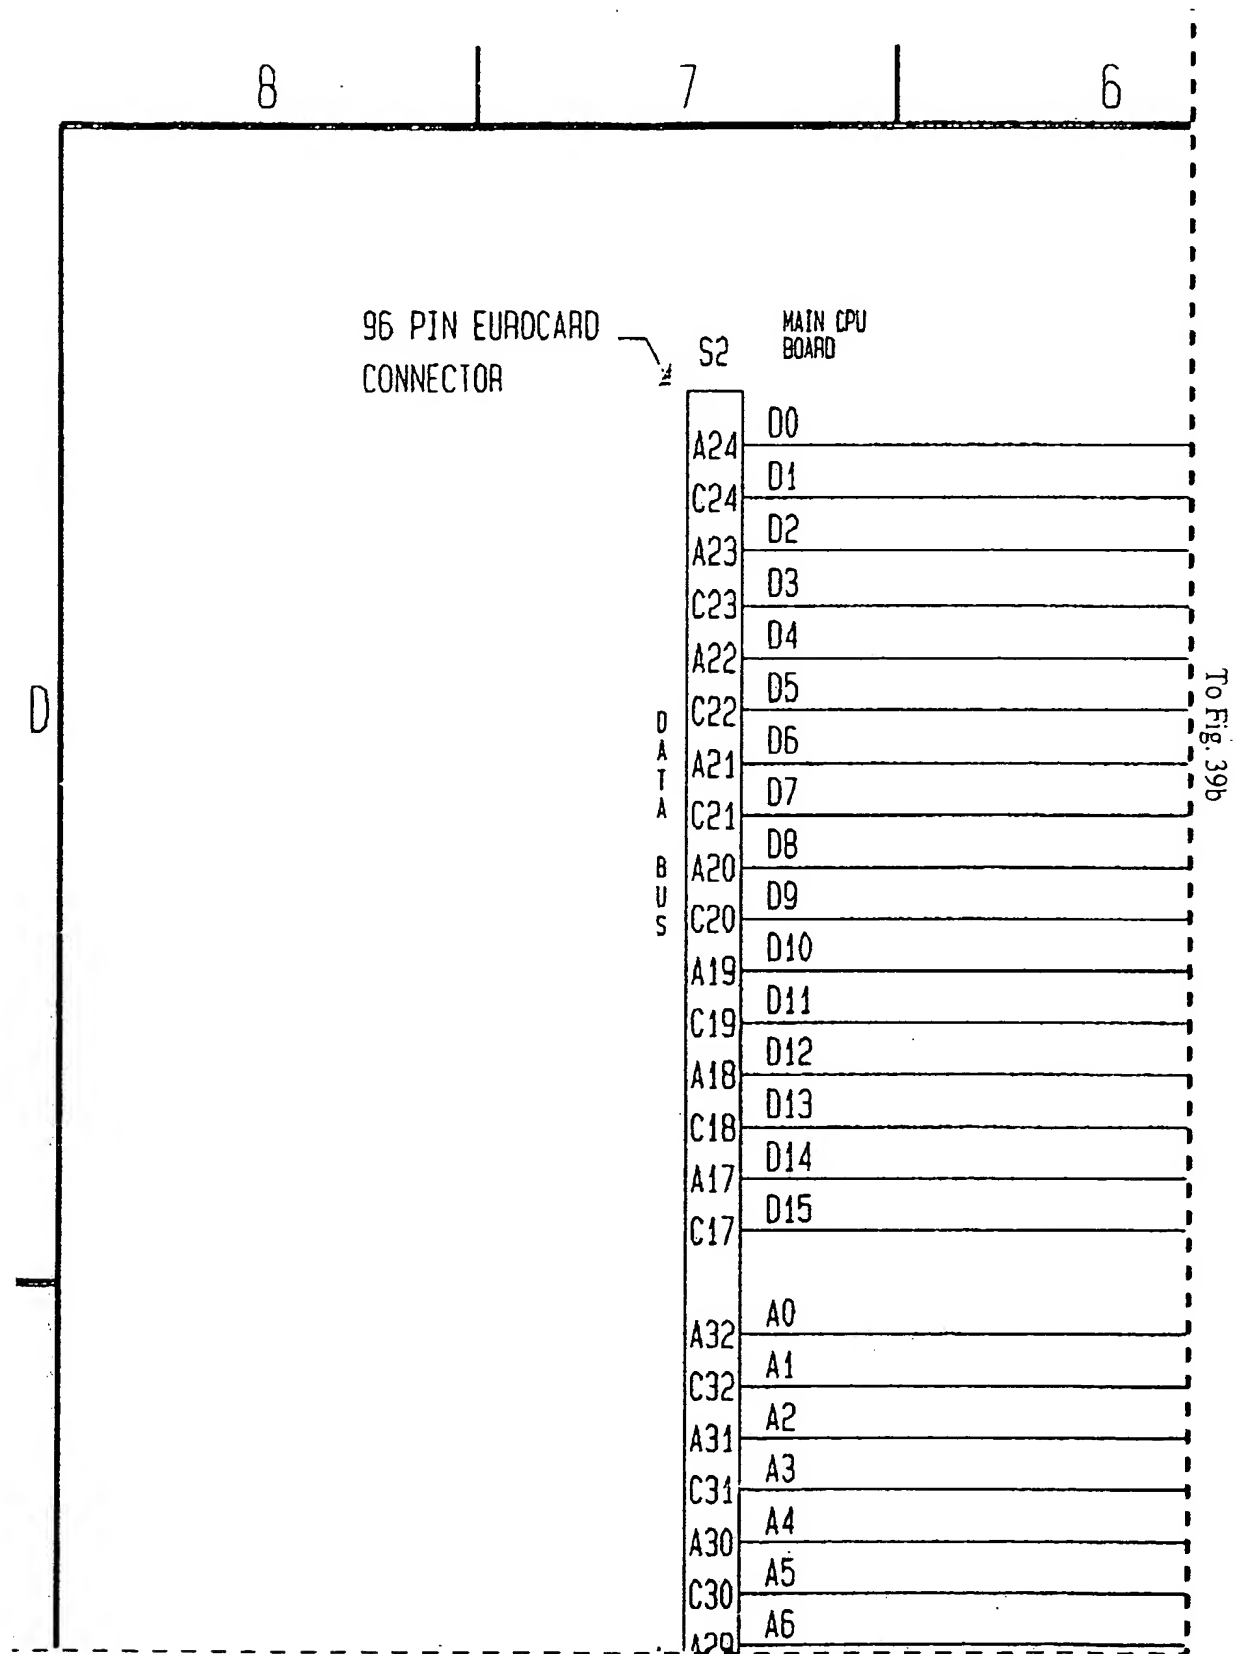 8 7 6
96 PIN EUROCARD
CONNECTOR
S2
MAIN CPU
BOARD
D
DATA BUS
A24 D0
C24 D1
A23 D2
C23 D3
A22 D4
C22 D5
A21 D6
C21 D7
A20 D8
C20 D9
A19 D10
C19 D11
A18 D12
C18 D13
A17 D14
C17 D15
A32 A0
C32 A1
A31 A2
C31 A3
A30 A4
C30 A5
A29 A6
To Fig. 39b